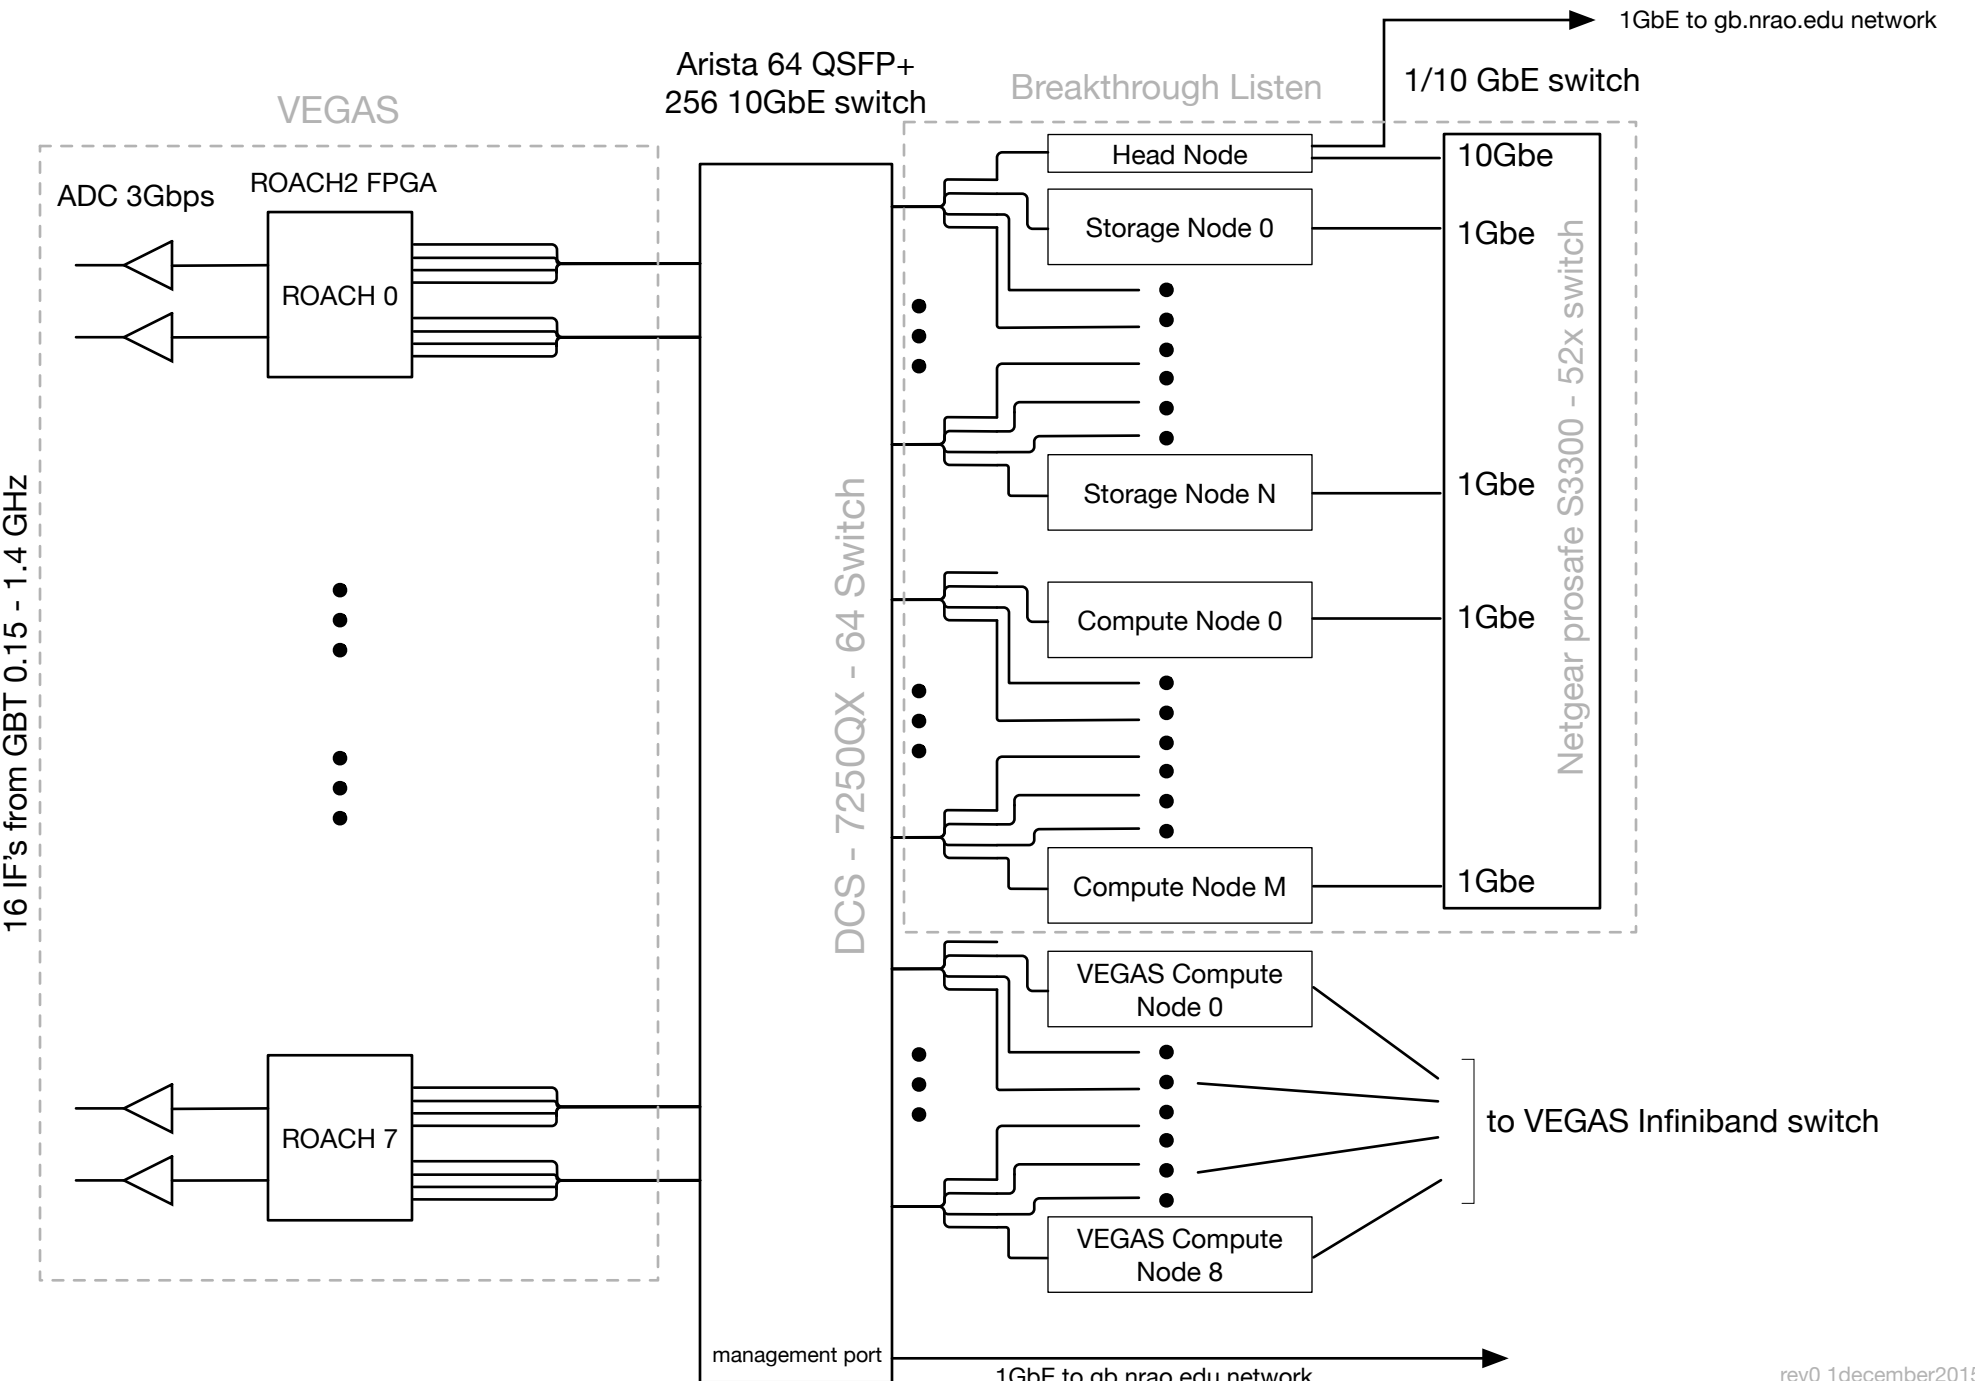 1GbE to gb.nrao.edu network
Arista 64 QSFP+
256 10GbE switch
Breakthrough Listen
1/10 GbE switch
VEGAS
ADC 3Gbps
ROACH2 FPGA
ROACH 0
16 IF's from GBT 0.15 - 1.4 GHz
ROACH 7
DCS - 7250QX - 64 Switch
management port
Head Node
10Gbe
Storage Node 0
1Gbe
Storage Node N
1Gbe
Compute Node 0
1Gbe
Compute Node M
1Gbe
Netgear prosafe S3300 - 52x switch
VEGAS Compute
Node 0
to VEGAS Infiniband switch
VEGAS Compute
Node 8
1GbE to gb.nrao.edu network
rev0 1december2015